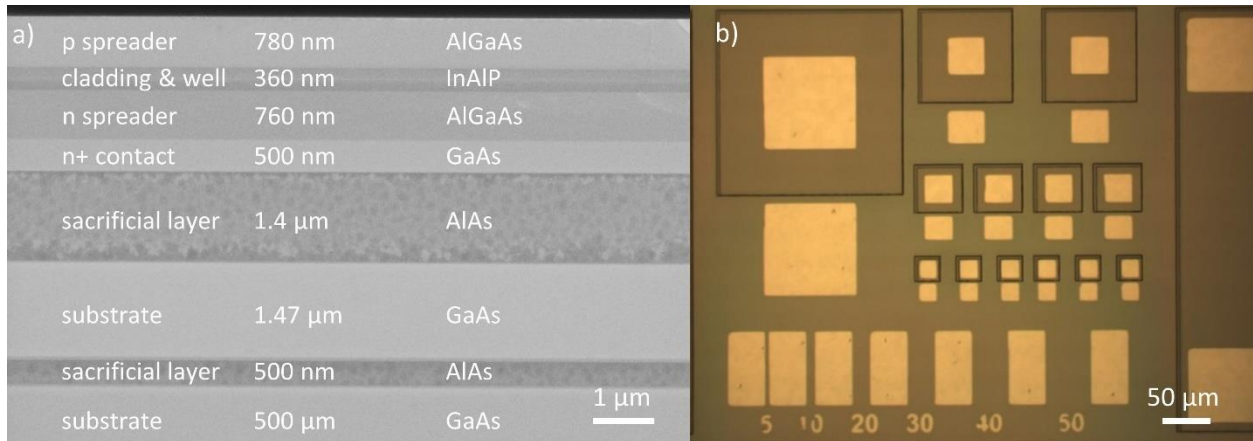 a)
p spreader 780 nm AlGaAs
cladding & well 360 nm InAlP
n spreader 760 nm AlGaAs
n+ contact 500 nm GaAs
sacrificial layer 1.4 µm AlAs
substrate 1.47 µm GaAs
sacrificial layer 500 nm AlAs
substrate 500 µm GaAs
1 µm
b)
5 10 20 30 40 50
50 µm